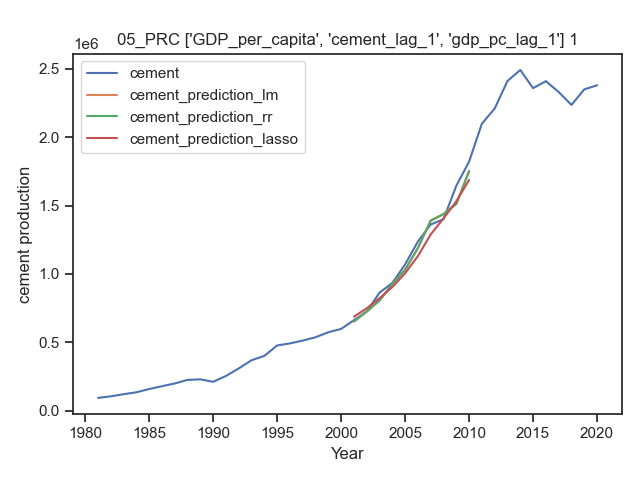 05_PRC ['GDP_per_capita', 'cement_lag_1', 'gdp_pc_lag_1'] 1
1e6
cement
cement_prediction_lm
cement_prediction_rr
cement_prediction_lasso
2.5
2.0
1.5
1.0
0.5
0.0
cement production
1980 1985 1990 1995 2000 2005 2010 2015 2020
Year